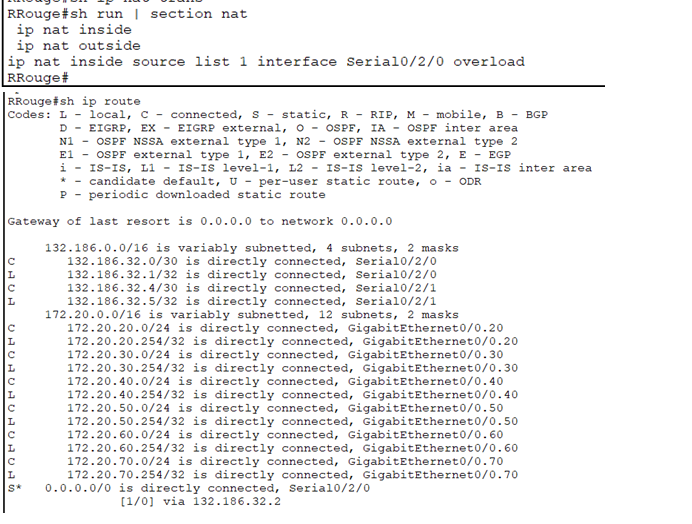 RRouge#sh run | section nat
 ip nat inside
 ip nat outside
ip nat inside source list 1 interface Serial0/2/0 overload
RRouge#
RRouge#sh ip route
Codes: L - local, C - connected, S - static, R - RIP, M - mobile, B - BGP
       D - EIGRP, EX - EIGRP external, O - OSPF, IA - OSPF inter area
       N1 - OSPF NSSA external type 1, N2 - OSPF NSSA external type 2
       E1 - OSPF external type 1, E2 - OSPF external type 2, E - EGP
       i - IS-IS, L1 - IS-IS level-1, L2 - IS-IS level-2, ia - IS-IS inter area
       * - candidate default, U - per-user static route, o - ODR
       P - periodic downloaded static route
Gateway of last resort is 0.0.0.0 to network 0.0.0.0
     132.186.0.0/16 is variably subnetted, 4 subnets, 2 masks
C       132.186.32.0/30 is directly connected, Serial0/2/0
L       132.186.32.1/32 is directly connected, Serial0/2/0
C       132.186.32.4/30 is directly connected, Serial0/2/1
L       132.186.32.5/32 is directly connected, Serial0/2/1
     172.20.0.0/16 is variably subnetted, 12 subnets, 2 masks
C       172.20.20.0/24 is directly connected, GigabitEthernet0/0.20
L       172.20.20.254/32 is directly connected, GigabitEthernet0/0.20
C       172.20.30.0/24 is directly connected, GigabitEthernet0/0.30
L       172.20.30.254/32 is directly connected, GigabitEthernet0/0.30
C       172.20.40.0/24 is directly connected, GigabitEthernet0/0.40
L       172.20.40.254/32 is directly connected, GigabitEthernet0/0.40
C       172.20.50.0/24 is directly connected, GigabitEthernet0/0.50
L       172.20.50.254/32 is directly connected, GigabitEthernet0/0.50
C       172.20.60.0/24 is directly connected, GigabitEthernet0/0.60
L       172.20.60.254/32 is directly connected, GigabitEthernet0/0.60
C       172.20.70.0/24 is directly connected, GigabitEthernet0/0.70
L       172.20.70.254/32 is directly connected, GigabitEthernet0/0.70
S*   0.0.0.0/0 is directly connected, Serial0/2/0
               [1/0] via 132.186.32.2